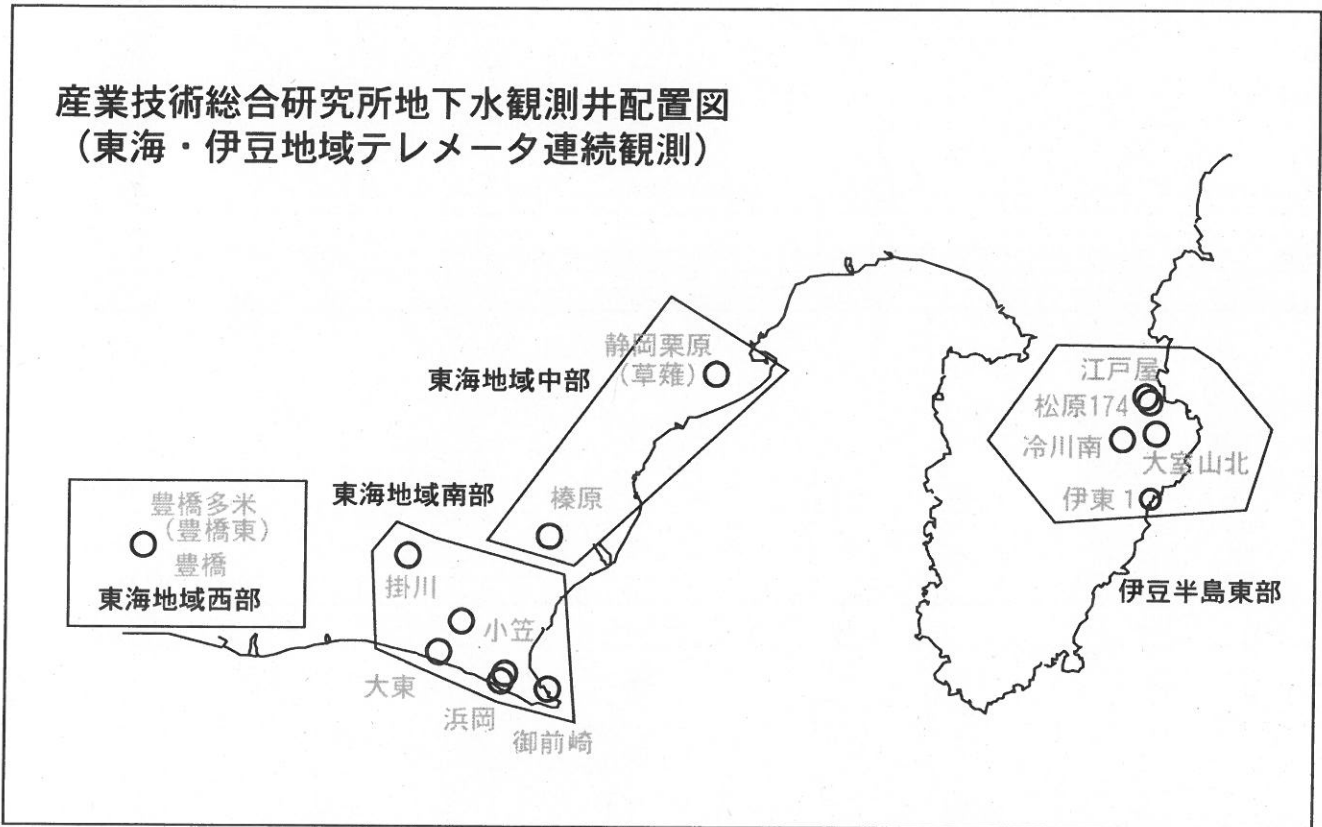 産業技術総合研究所地下水観測井配置図
（東海・伊豆地域テレメータ連続観測）
静岡栗原
（草薙）
東海地域中部
江戸屋
松原174
冷川南
大室山北
伊東1
東海地域南部
榛原
豊橋多米
（豊橋東）
豊橋
東海地域西部
掛川
小笠
伊豆半島東部
大東
浜岡
御前崎